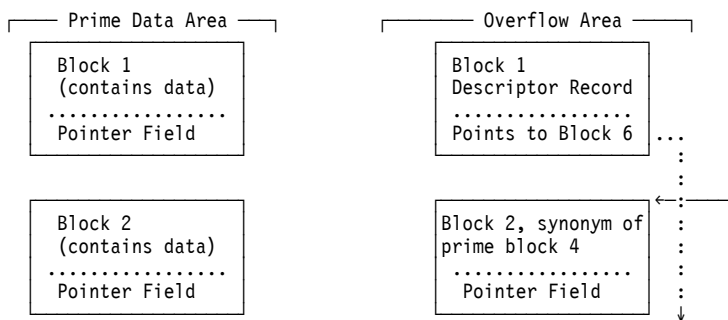 Prime Data Area
Overflow Area
Block 1
(contains data)
.................
Pointer Field
Block 1
Descriptor Record
.................
Points to Block 6
Block 2
(contains data)
.................
Pointer Field
Block 2, synonym of
prime block 4
.................
Pointer Field